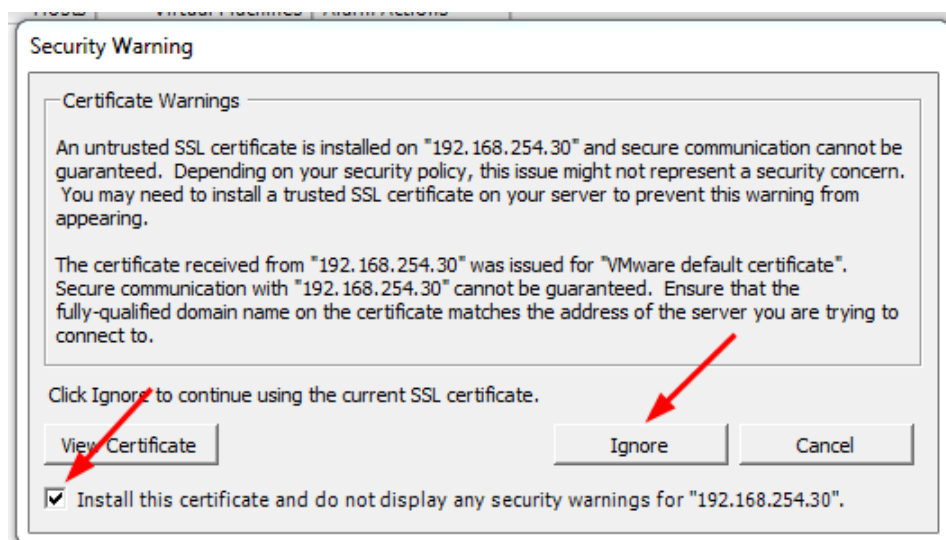 Hosts Virtual Machines Alarm Actions
Security Warning
Certificate Warnings
An untrusted SSL certificate is installed on "192.168.254.30" and secure communication cannot be
guaranteed. Depending on your security policy, this issue might not represent a security concern.
You may need to install a trusted SSL certificate on your server to prevent this warning from
appearing.
The certificate received from "192.168.254.30" was issued for "VMware default certificate".
Secure communication with "192.168.254.30" cannot be guaranteed. Ensure that the
fully-qualified domain name on the certificate matches the address of the server you are trying to
connect to.
Click Ignore to continue using the current SSL certificate.
View Certificate Ignore Cancel
Install this certificate and do not display any security warnings for "192.168.254.30".